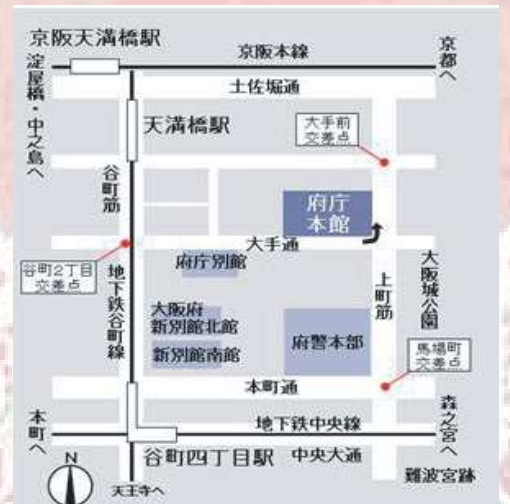 京阪天満橋駅
京阪本線
京都へ
淀屋橋・中之島へ
土佐堀通
天満橋駅
大手前
交差点
谷町筋
府庁
本館
大手通
谷町2丁目
交差点
府庁別館
地下鉄谷町線
上町筋
大阪城公園
大阪府
新別館北館
新別館南館
府警本部
馬場町
交差点
本町通
本町へ
地下鉄中央線
森之宮へ
谷町四丁目駅
中央大通
N
天王寺へ
難波宮跡